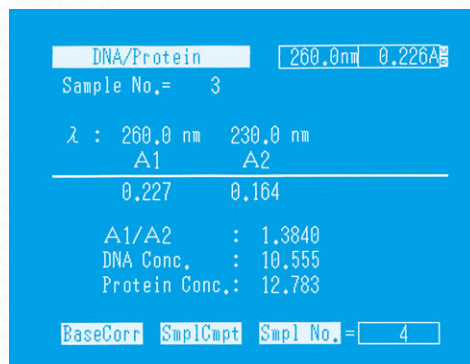 DNA/Protein 260.0nm 0.226A
Sample No.= 3
λ : 260.0 nm 230.0 nm
A1 A2
0.227 0.164
A1/A2 : 1.3840
DNA Conc. : 10.555
Protein Conc.: 12.783
BaseCorr SmplCmpt Smpl No.= 4